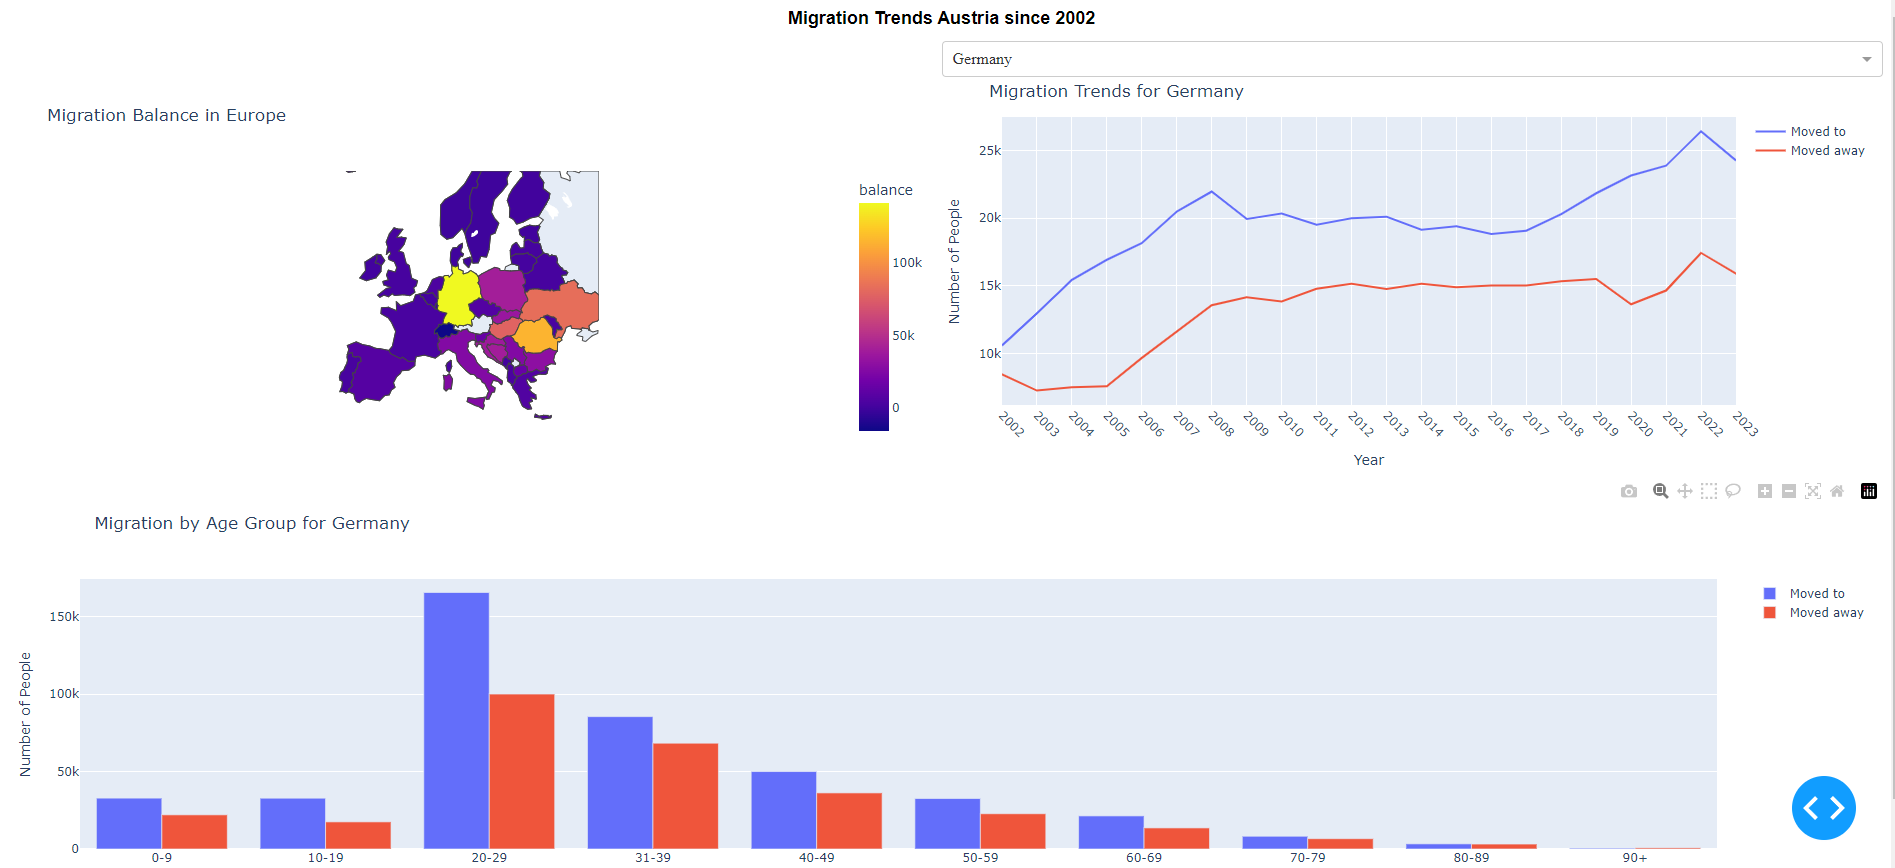 Migration Trends Austria since 2002
Germany
Migration Balance in Europe
balance
100k
50k
0
Migration Trends for Germany
Moved to
Moved away
Number of People
25k
20k
15k
10k
2002 2003 2004 2005 2006 2007 2008 2009 2010 2011 2012 2013 2014 2015 2016 2017 2018 2019 2020 2021 2022 2023
Year
Migration by Age Group for Germany
Moved to
Moved away
Number of People
150k
100k
50k
0
0-9 10-19 20-29 31-39 40-49 50-59 60-69 70-79 80-89 90+